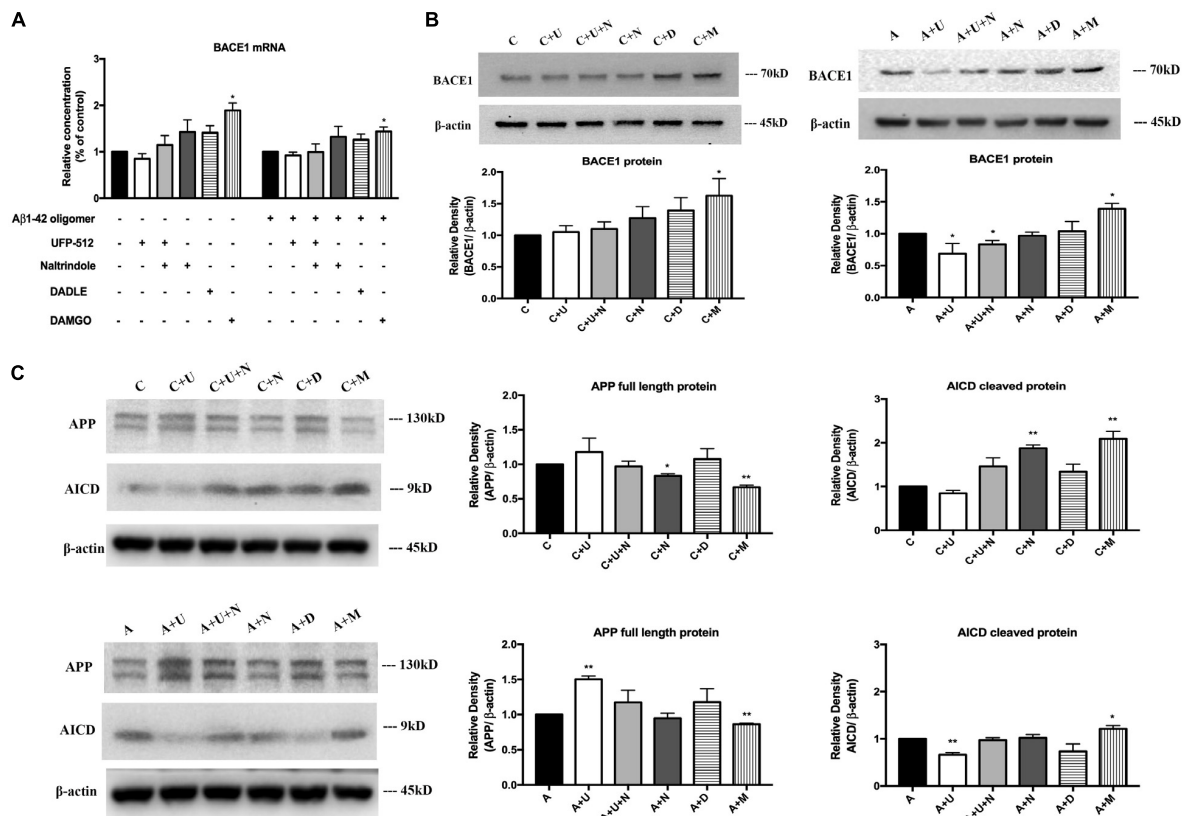 A
BACE1 mRNA
Relative concentration
(% of control)
3
2
1
0
*
*
Aβ1-42 oligomer - - - - - - + + + + + +
UFP-512 - + + - - - - + + - - -
Naltrindole - - + + - - - - + + - -
DADLE - - - - + - - - - - + -
DAMGO - - - - - + - - - - - +
B
C C+U C+U+N C+N C+D C+M
BACE1 --- 70kD
β-actin --- 45kD
BACE1 protein
Relative Density
(BACE1/ β-actin)
2.0
1.5
1.0
0.5
0.0
*
C C+U C+U+N C+N C+D C+M
A A+U A+U+N A+N A+D A+M
BACE1 --- 70kD
β-actin --- 45kD
BACE1 protein
Relative Density
(BACE1/ β-actin)
2.0
1.5
1.0
0.5
0.0
* * *
A A+U A+U+N A+N A+D A+M
C
C C+U C+U+N C+N C+D C+M
APP --- 130kD
AICD --- 9kD
β-actin --- 45kD
APP full length protein
Relative Density
(APP/ β-actin)
2.0
1.5
1.0
0.5
0.0
* **
C C+U C+U+N C+N C+D C+M
AICD cleaved protein
Relative Density
(AICD/ β-actin)
3
2
1
0
** **
C C+U C+U+N C+N C+D C+M
A A+U A+U+N A+N A+D A+M
APP --- 130kD
AICD --- 9kD
β-actin --- 45kD
APP full length protein
Relative Density
(APP/ β-actin)
2.0
1.5
1.0
0.5
0.0
** **
A A+U A+U+N A+N A+D A+M
AICD cleaved protein
Relative Density
AICD/ β-actin)
3
2
1
0
** *
A A+U A+U+N A+N A+D A+M